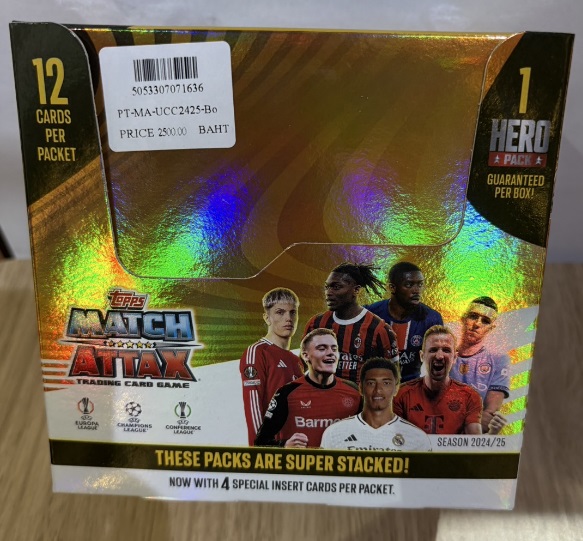 12
CARDS
PER
PACKET
5053307071636
PT-MA-UCC2425-Bo
PRICE 2500.00 BAHT
1
HERO
PACK
GUARANTEED
PER BOX!
TOPPS
MATCH
ATTAX
TRADING CARD GAME
EUROPA
LEAGUE
CHAMPIONS
LEAGUE
CONFERENCE
LEAGUE
Barm
SEASON 2024/25
THESE PACKS ARE SUPER STACKED!
NOW WITH 4 SPECIAL INSERT CARDS PER PACKET.